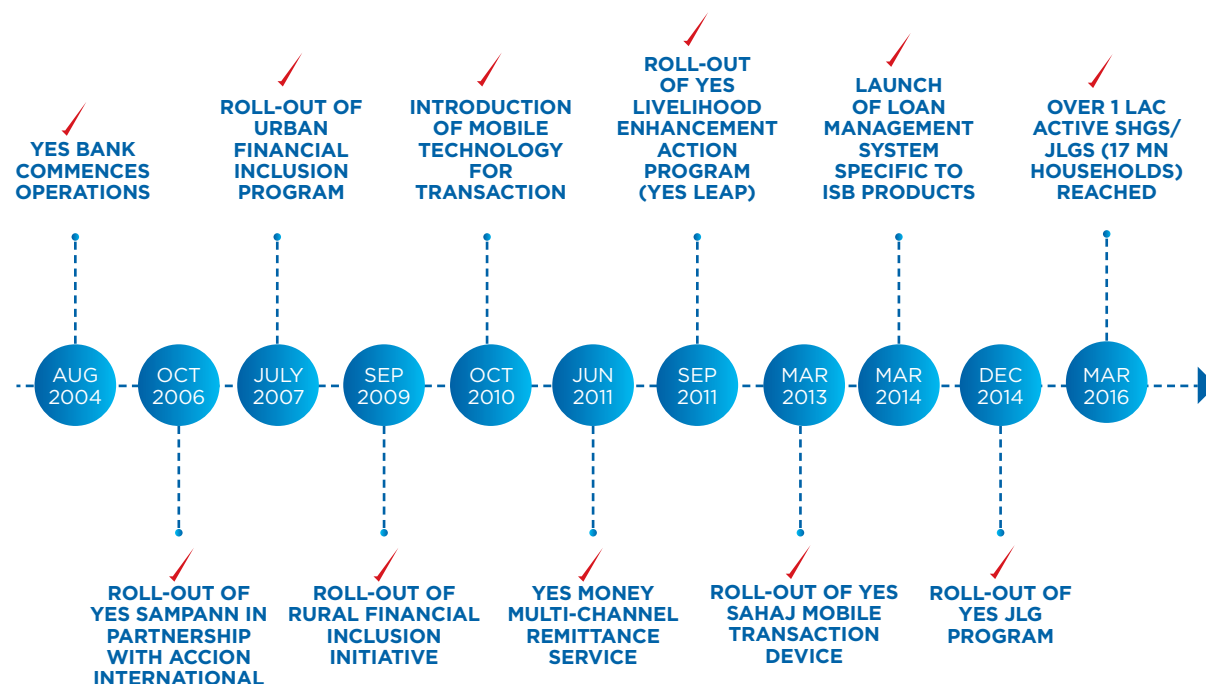 YES BANK
COMMENCES
OPERATIONS
ROLL-OUT OF
URBAN
FINANCIAL
INCLUSION
PROGRAM
INTRODUCTION
OF MOBILE
TECHNOLOGY
FOR
TRANSACTION
ROLL-OUT
OF YES
LIVELIHOOD
ENHANCEMENT
ACTION
PROGRAM
(YES LEAP)
LAUNCH
OF LOAN
MANAGEMENT
SYSTEM
SPECIFIC TO
ISB PRODUCTS
OVER 1 LAC
ACTIVE SHGS/
JLGS (17 MN
HOUSEHOLDS)
REACHED
AUG
2004
OCT
2006
JULY
2007
SEP
2009
OCT
2010
JUN
2011
SEP
2011
MAR
2013
MAR
2014
DEC
2014
MAR
2016
ROLL-OUT OF
YES SAMPANN IN
PARTNERSHIP
WITH ACCION
INTERNATIONAL
ROLL-OUT OF
RURAL FINANCIAL
INCLUSION
INITIATIVE
YES MONEY
MULTI-CHANNEL
REMITTANCE
SERVICE
ROLL-OUT OF YES
SAHAJ MOBILE
TRANSACTION
DEVICE
ROLL-OUT OF
YES JLG
PROGRAM